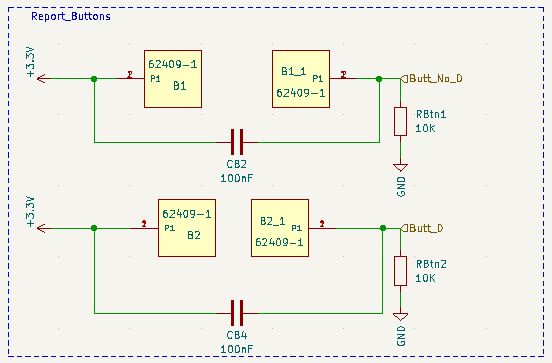 Report_Buttons
+3.3V
62409-1
2
P1
B1
B1_1
P1
2
62409-1
Butt_No_D
RBtn1
10K
CB2
100nF
GND
+3.3V
62409-1
2
P1
B2
B2_1
P1
2
62409-1
Butt_D
RBtn2
10K
CB4
100nF
GND